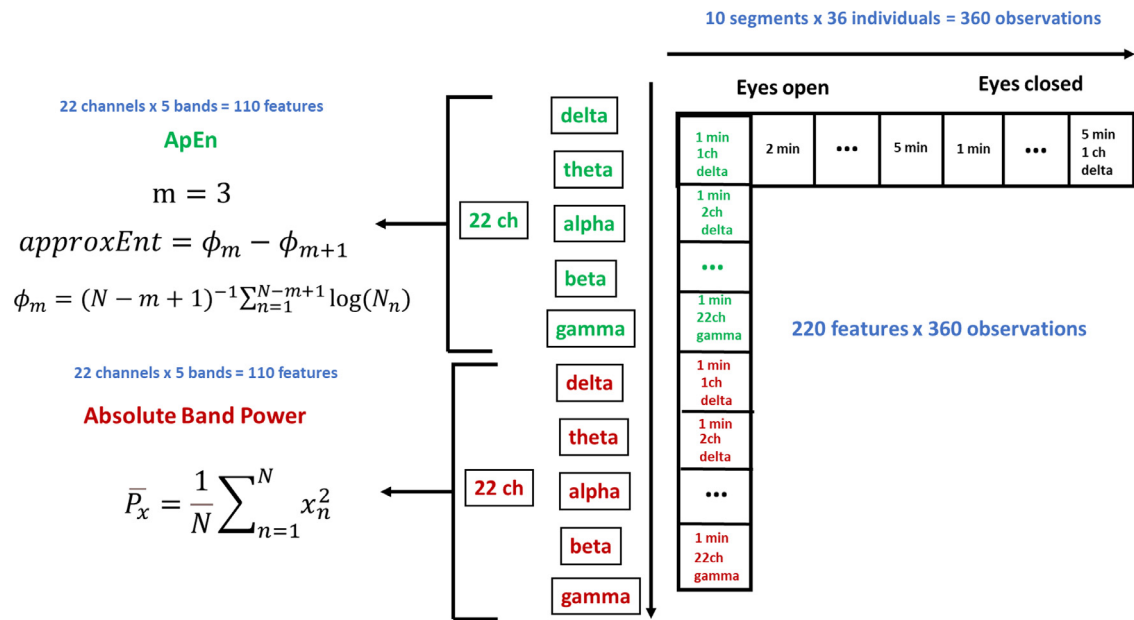 10 segments x 36 individuals = 360 observations
Eyes open
Eyes closed
22 channels x 5 bands = 110 features
ApEn
m = 3
approxEnt = ϕ_m − ϕ_{m+1}
ϕ_m = (N − m + 1)^{−1} ∑_{n=1}^{N−m+1} log(N_n)
22 ch
delta
theta
alpha
beta
gamma
22 channels x 5 bands = 110 features
Absolute Band Power
P̅_x = 1/N ∑_{n=1}^{N} x_n^2
22 ch
delta
theta
alpha
beta
gamma
1 min
1ch
delta
2 min
•••
5 min
1 min
•••
5 min
1 ch
delta
1 min
2ch
delta
•••
1 min
22ch
gamma
1 min
1ch
delta
1 min
2ch
delta
•••
1 min
22ch
gamma
220 features x 360 observations